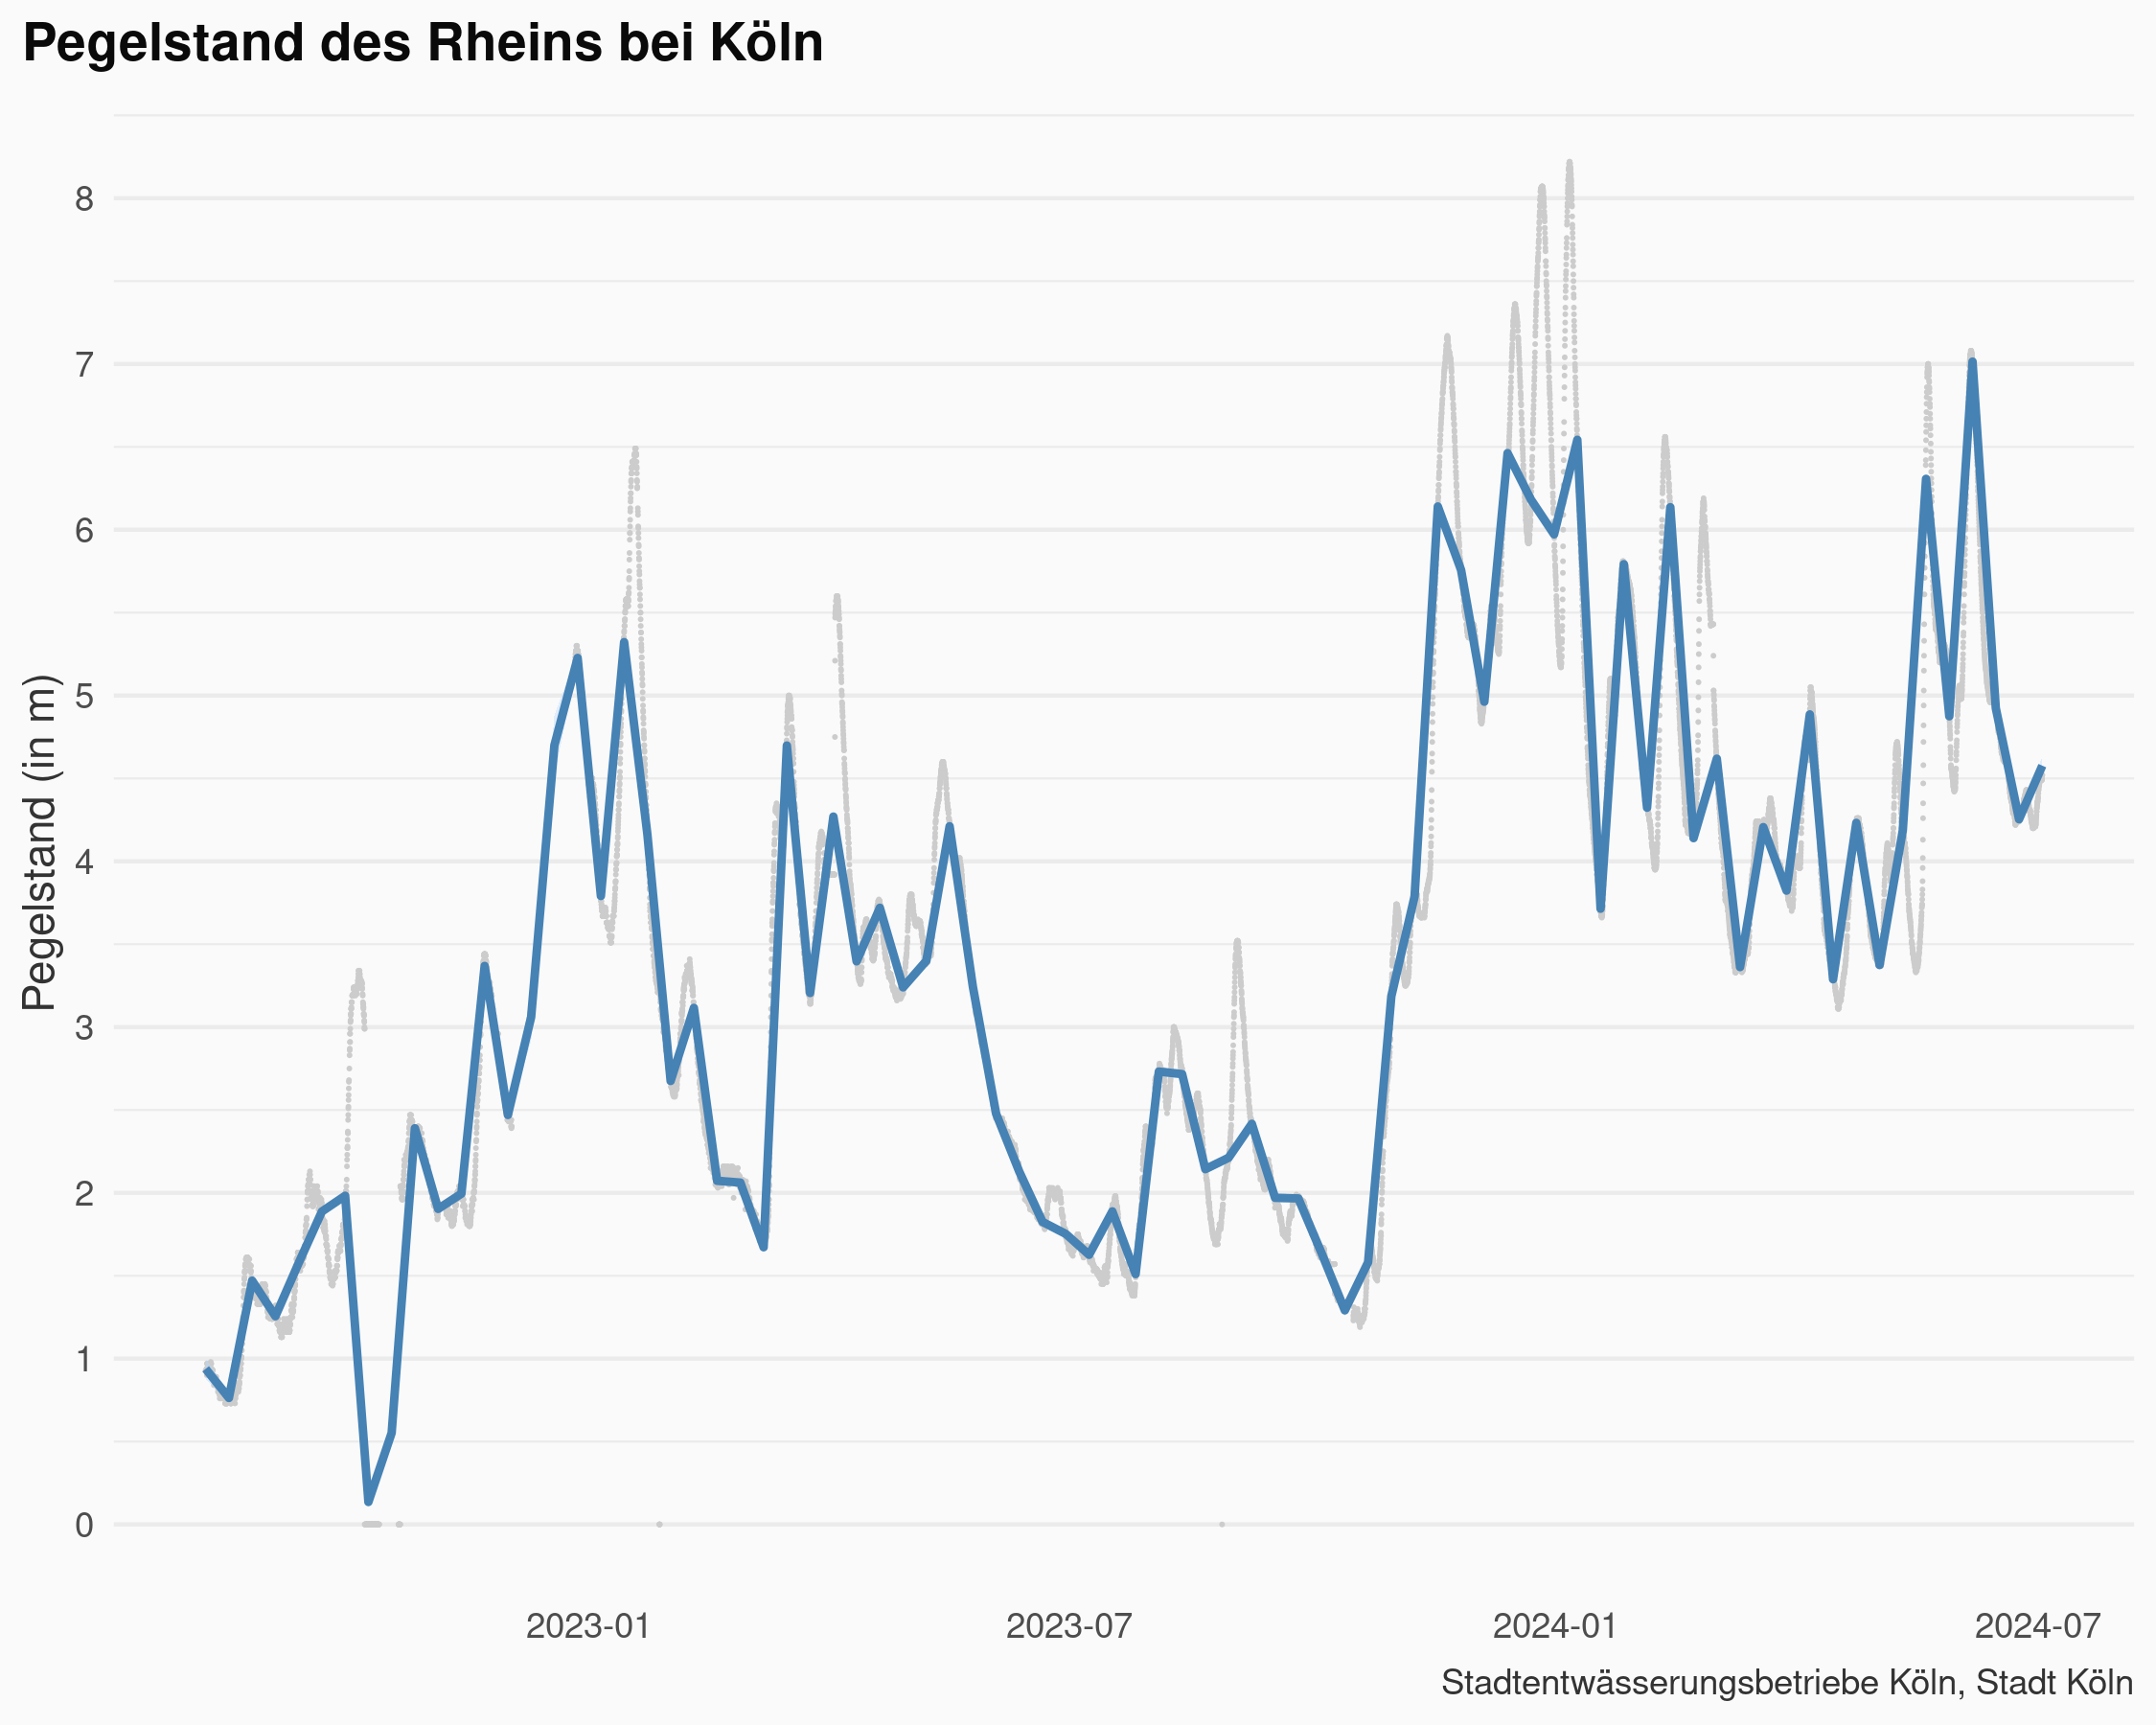 Pegelstand des Rheins bei Köln
Pegelstand (in m)
8
7
6
5
4
3
2
1
0
2023-01 2023-07 2024-01 2024-07
Stadtentwässerungsbetriebe Köln, Stadt Köln